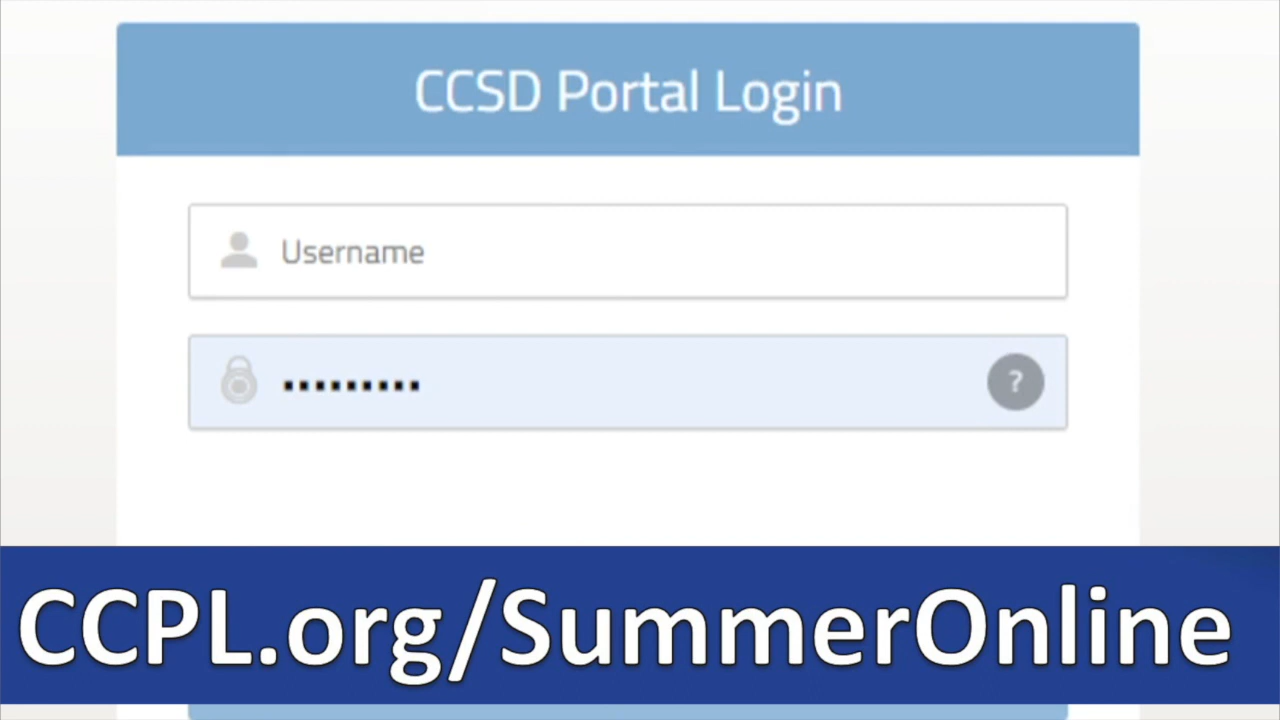 CCSD Portal Login
Username
•••••••••
?
CCPL.org/SummerOnline